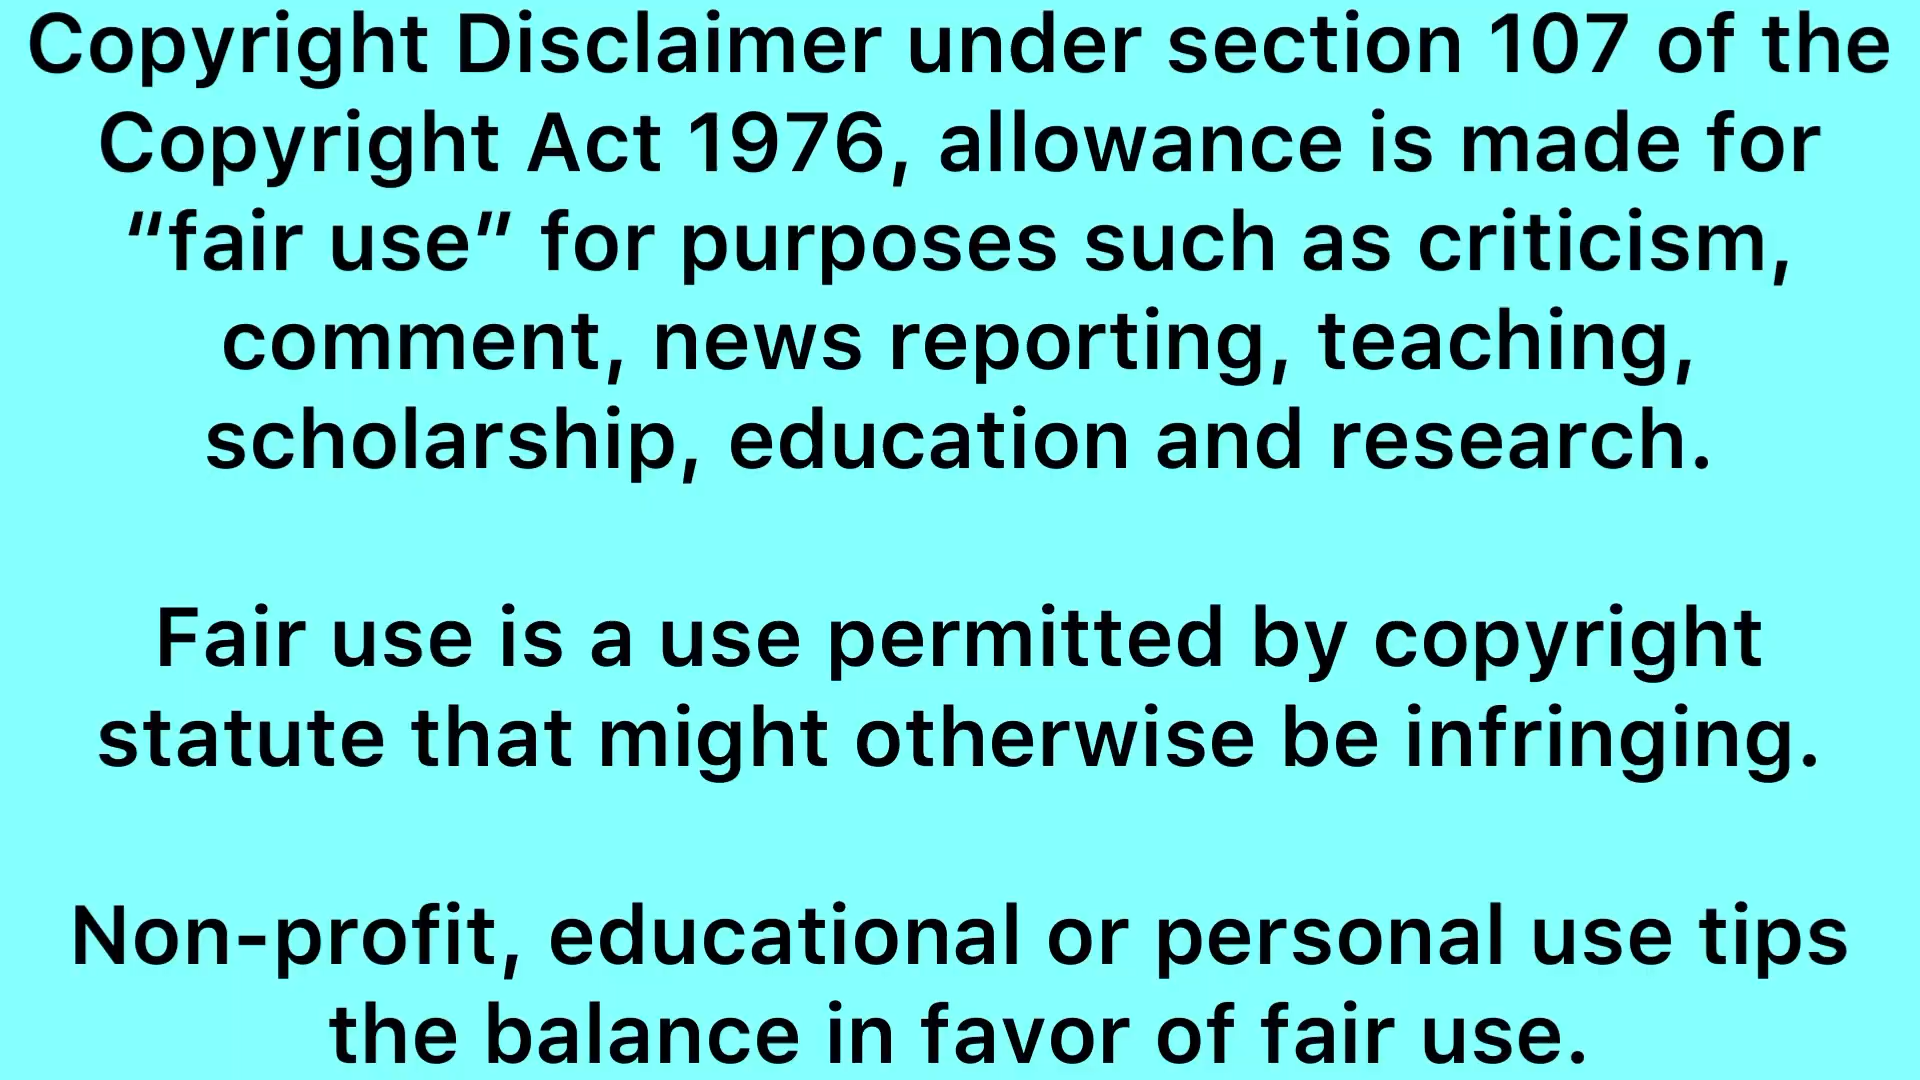 Copyright Disclaimer under section 107 of the
Copyright Act 1976, allowance is made for
“fair use” for purposes such as criticism,
comment, news reporting, teaching,
scholarship, education and research.
Fair use is a use permitted by copyright
statute that might otherwise be infringing.
Non-profit, educational or personal use tips
the balance in favor of fair use.